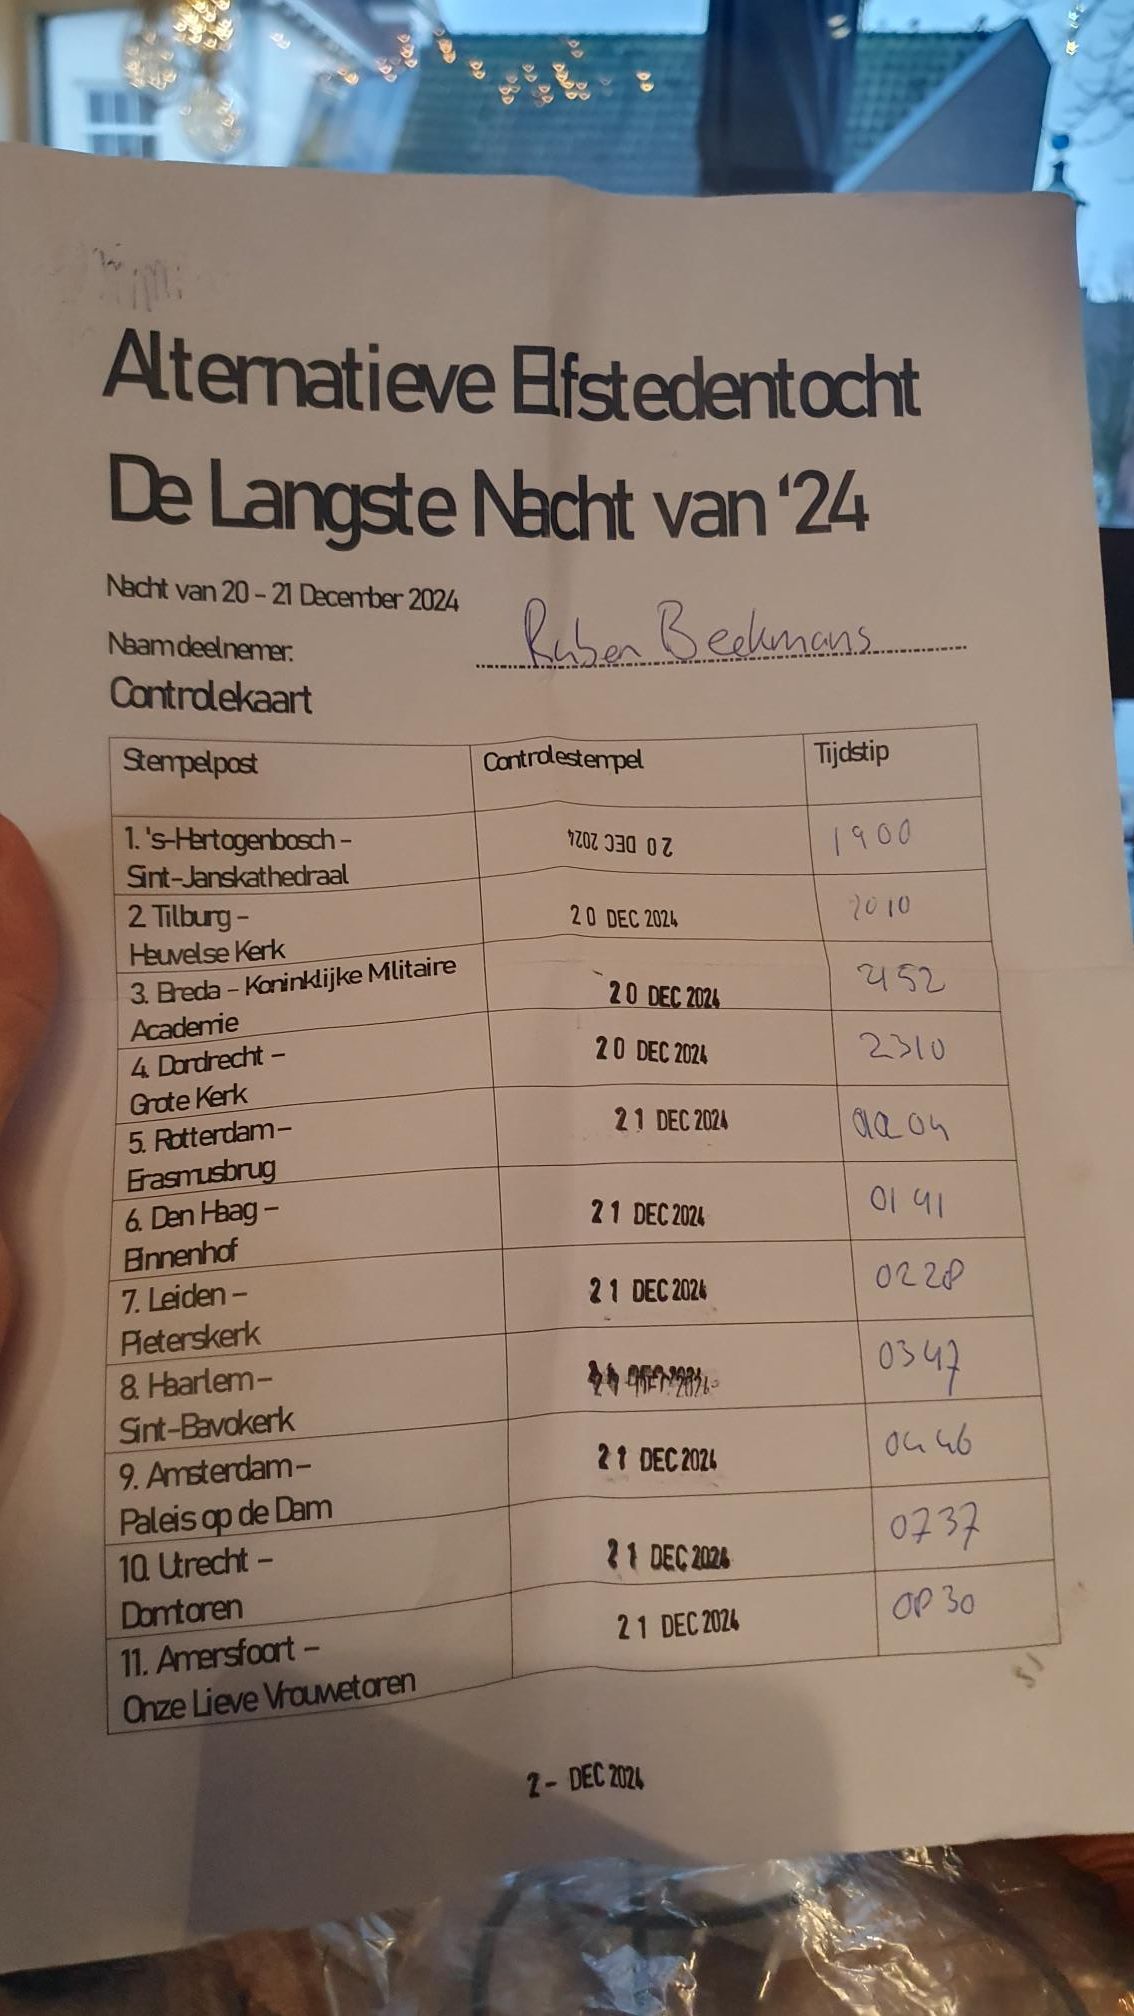 Alternatieve Elfstedentocht
De Langste Nacht van '24
Nacht van 20 - 21 December 2024
Naam deelnemer: Ruben Beekmans
Controlekaart
Stempelpost Controlestempel Tijdstip
1. 's-Hertogenbosch - 20 DEC 2024 1900
Sint-Janskathedraal
2. Tilburg - 20 DEC 2024 2010
Heuvelse Kerk
3. Breda - Koninklijke Militaire 20 DEC 2024 2152
Academie
4. Dordrecht - 20 DEC 2024 2310
Grote Kerk
5. Rotterdam - 21 DEC 2024 0004
Erasmusbrug
6. Den Haag - 21 DEC 2024 0141
Binnenhof
7. Leiden - 21 DEC 2024 0228
Pieterskerk
8. Haarlem - 0347
Sint-Bavokerk
9. Amsterdam - 21 DEC 2024 0446
Paleis op de Dam
10. Utrecht - 21 DEC 2024 0737
Domtoren
11. Amersfoort - 21 DEC 2024 0830
Onze Lieve Vrouwetoren
2 - DEC 2024